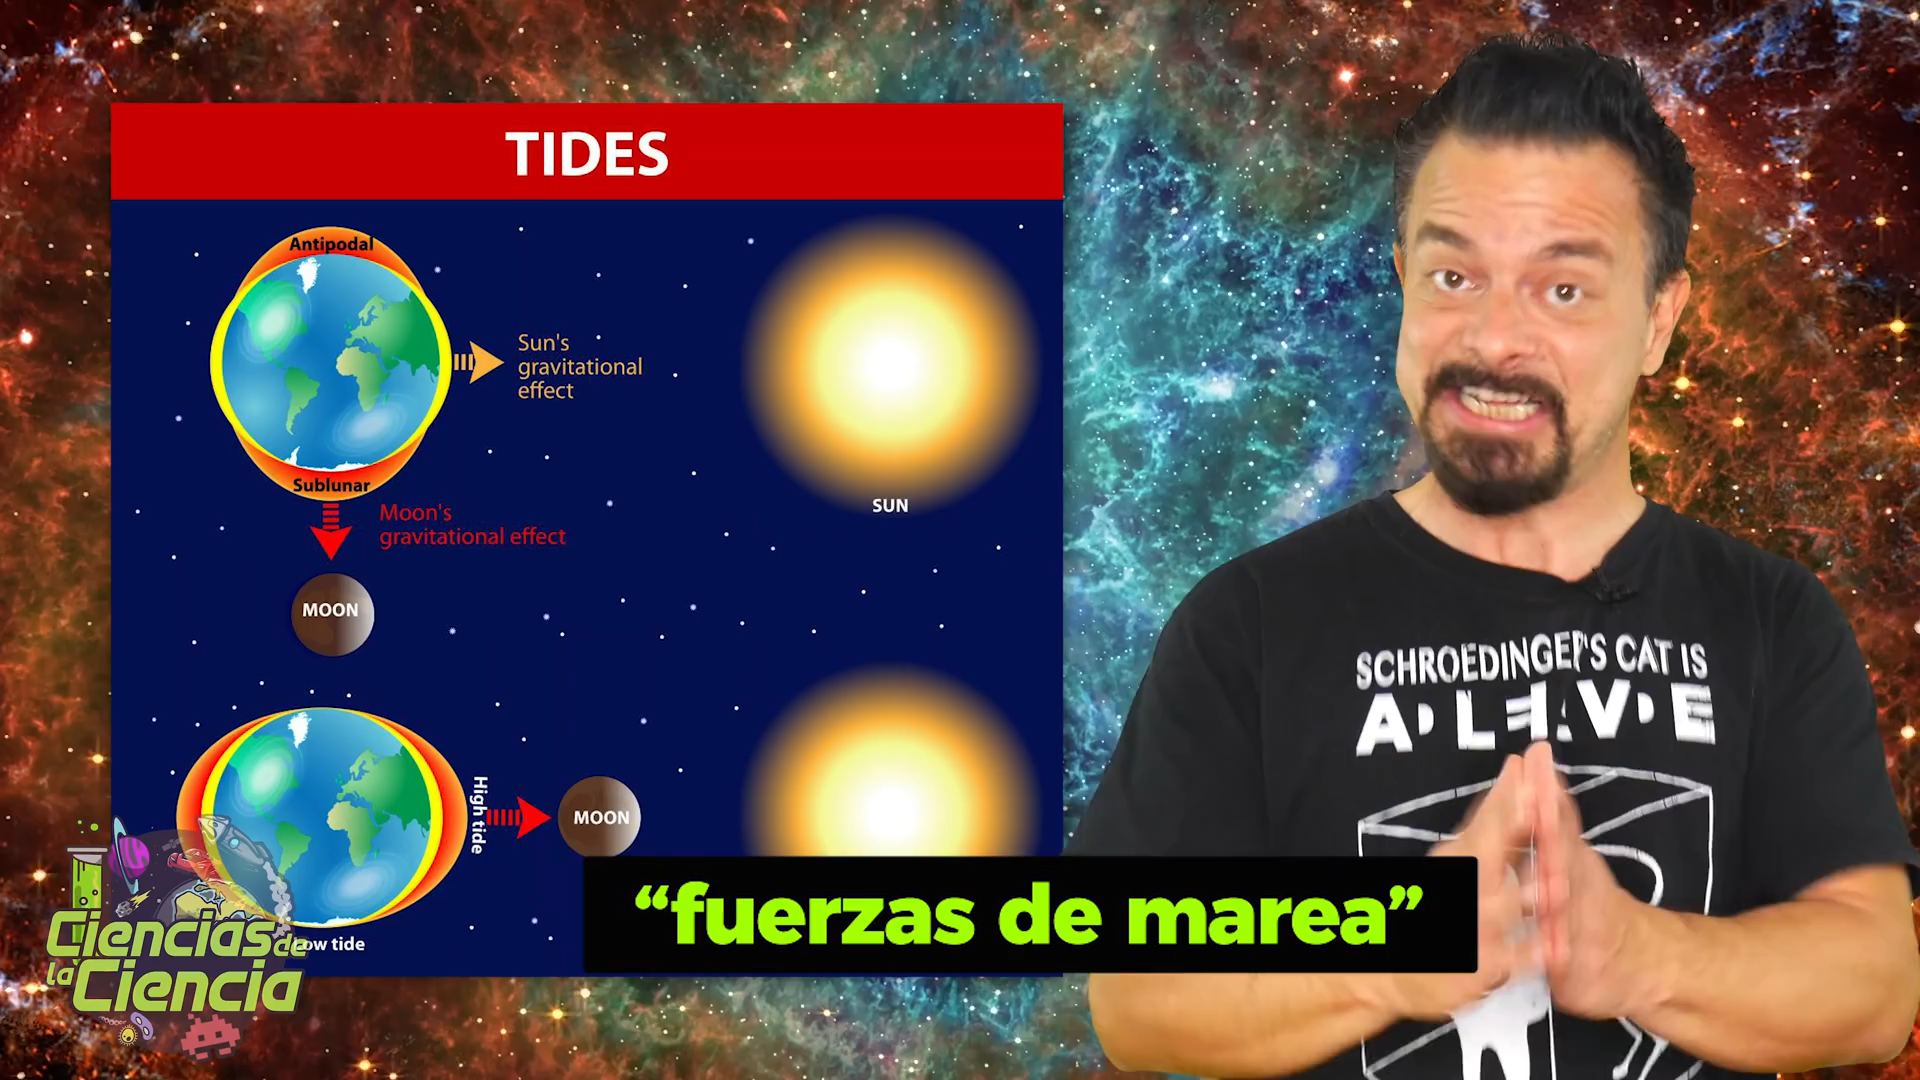 TIDES
Antipodal
Sun's
gravitational
effect
Sublunar
SUN
Moon's
gravitational effect
MOON
High tide
MOON
Low tide
Ciencias de
la Ciencia
"fuerzas de marea"
SCHROEDINGER'S CAT IS